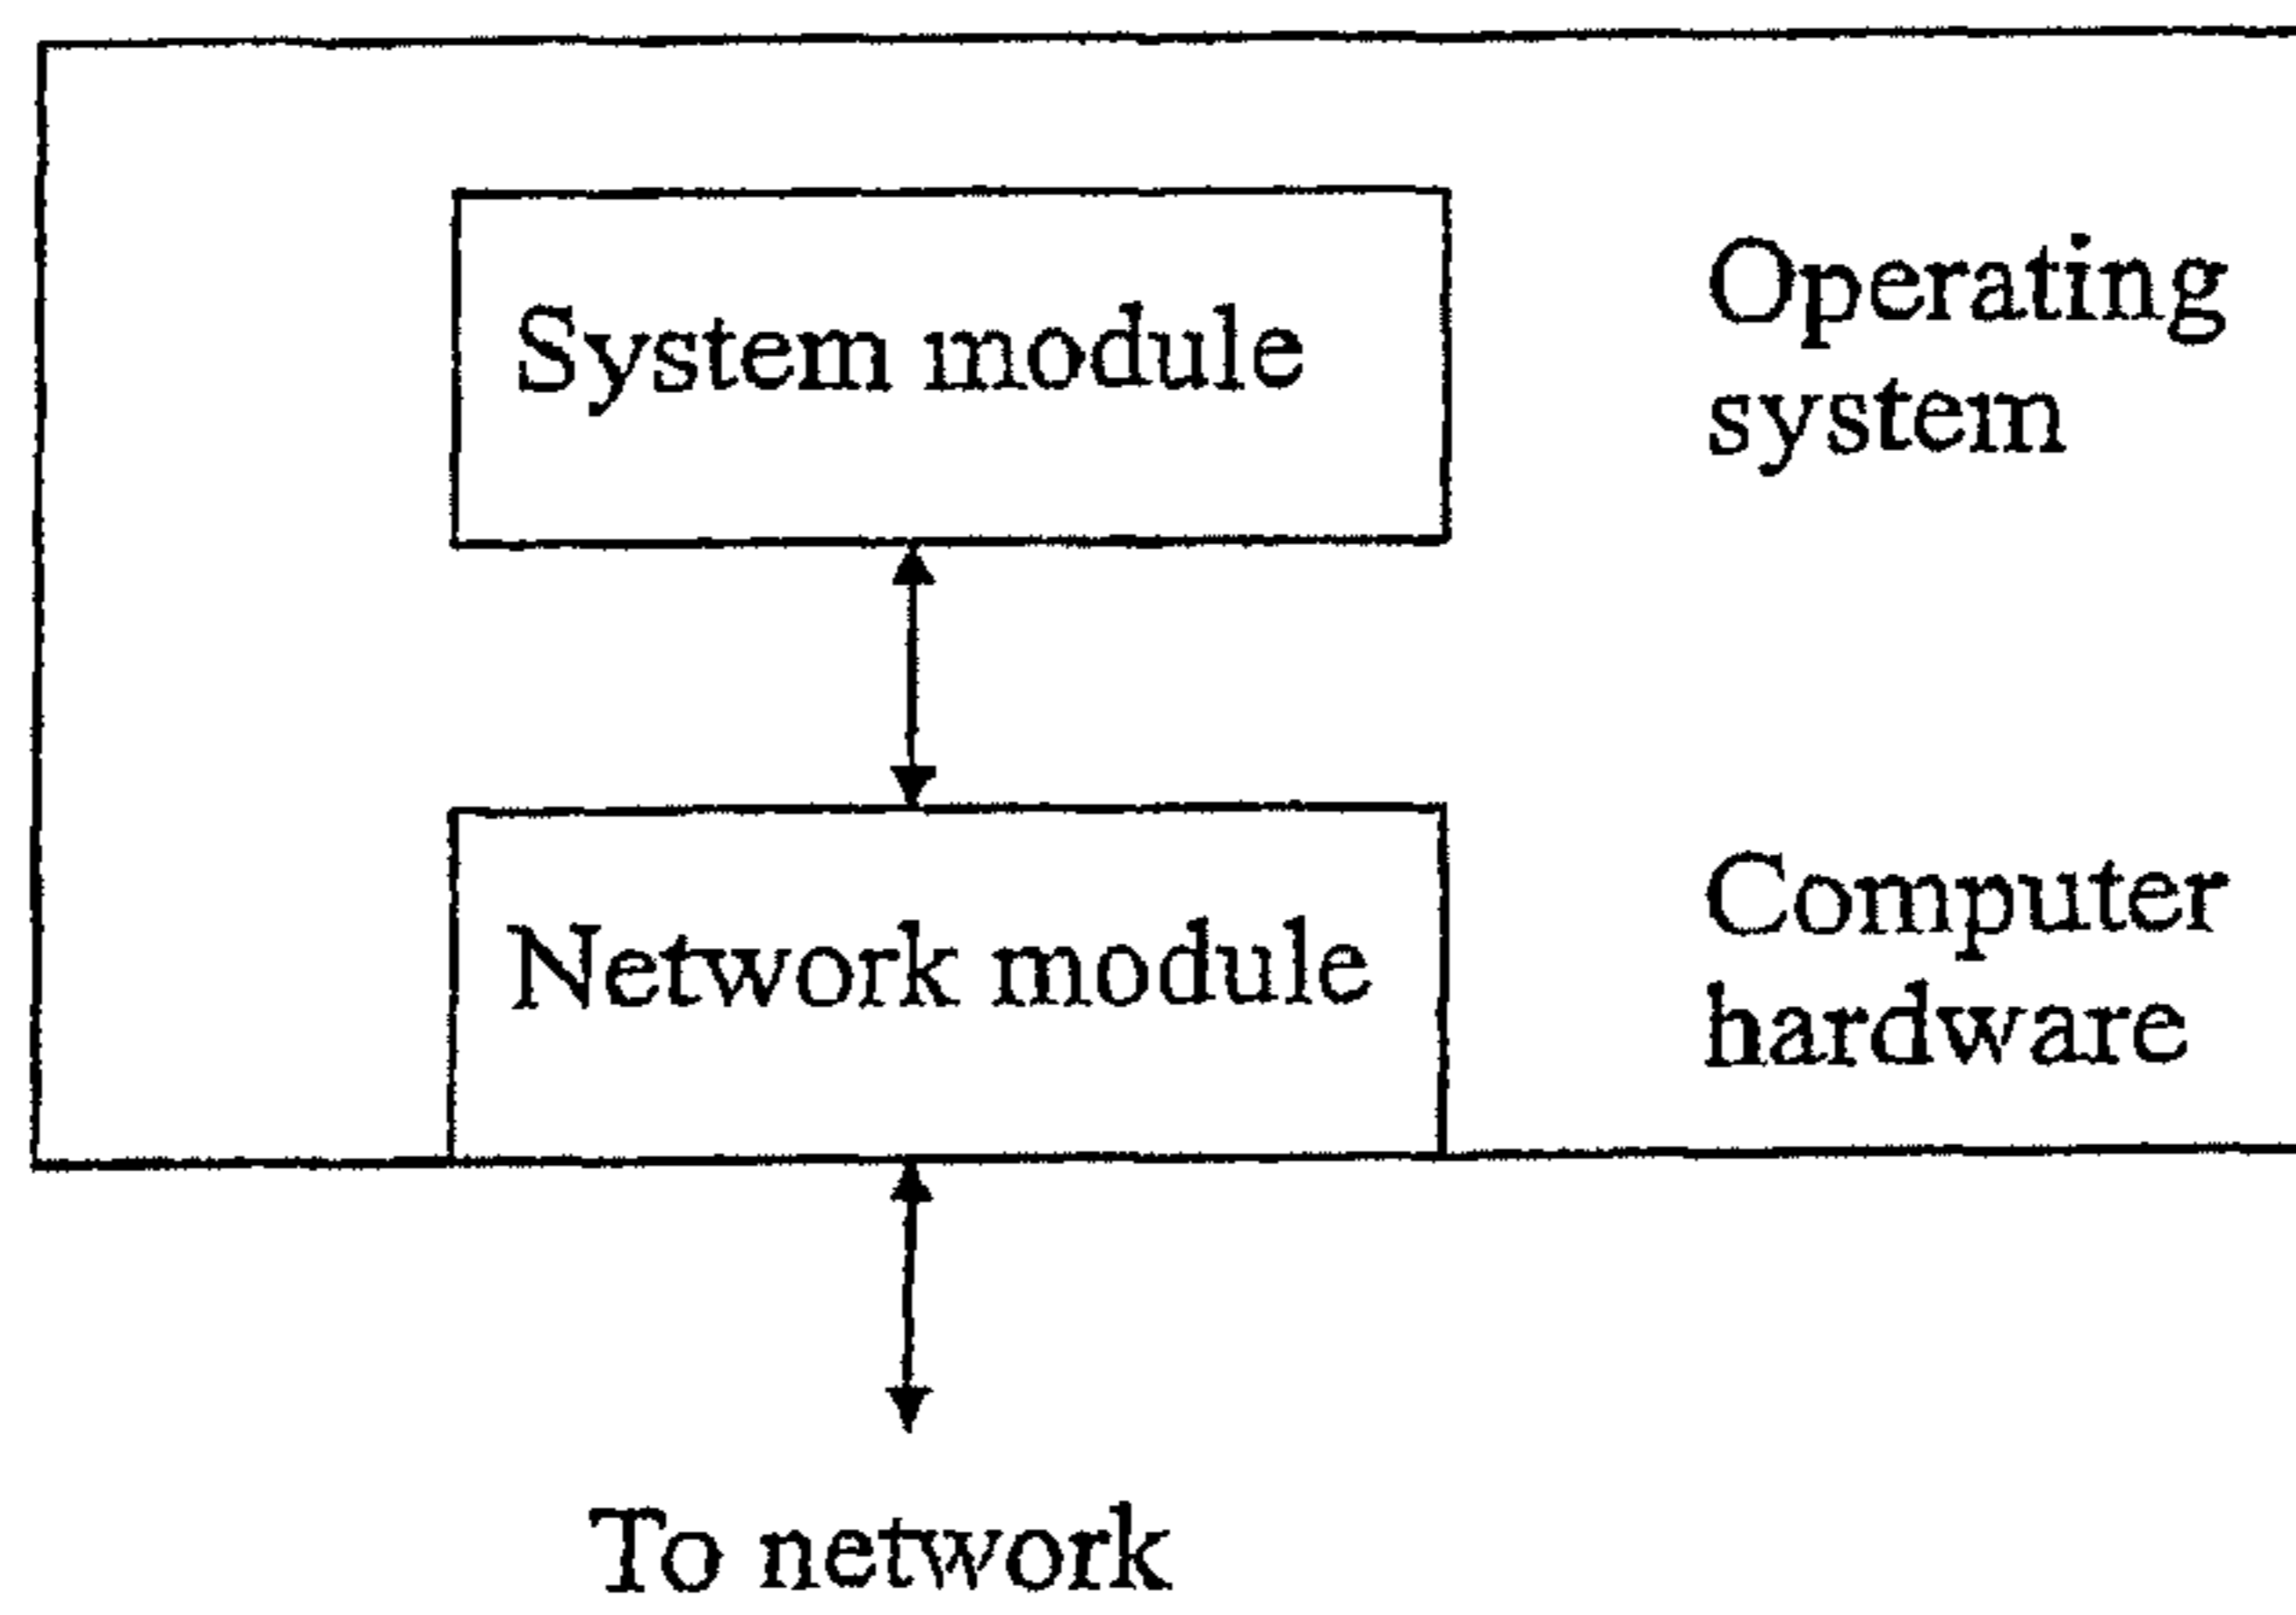 System module
Operating
system
Network module
Computer
hardware
To network